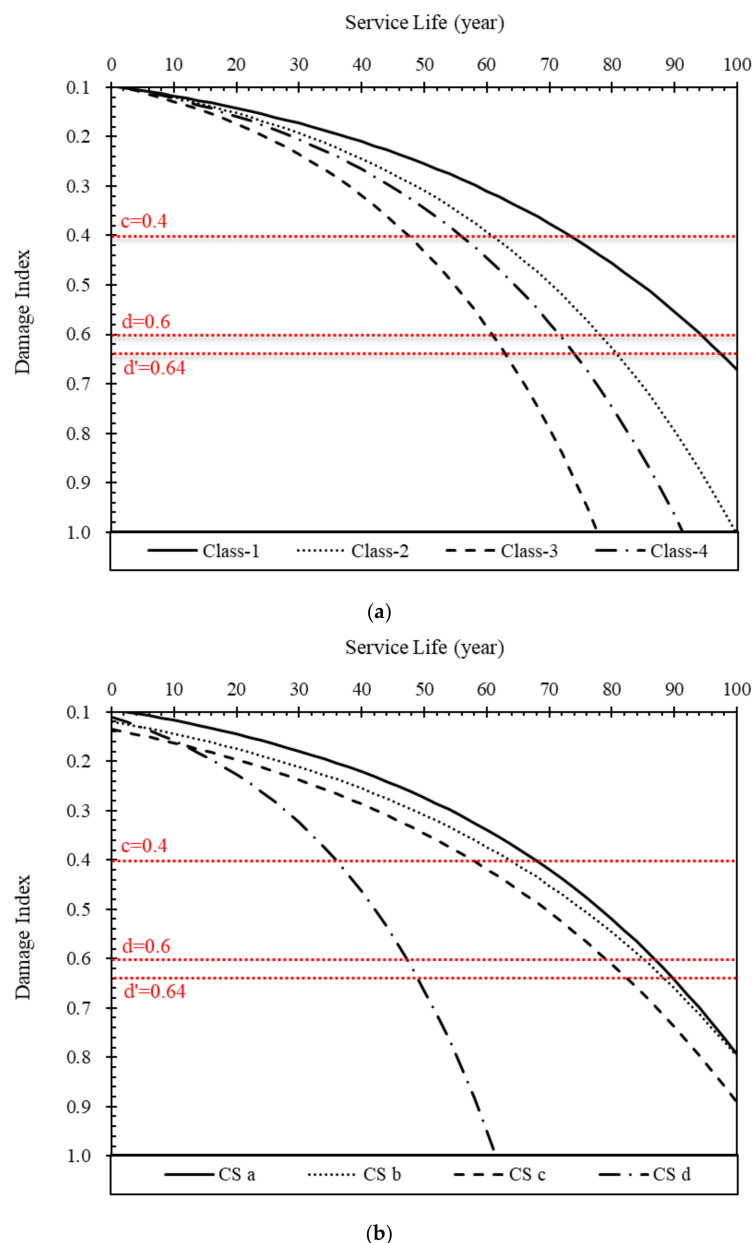 Service Life (year)
0 10 20 30 40 50 60 70 80 90 100
Damage Index
0.1
0.2
0.3
c=0.4
0.4
0.5
d=0.6
0.6
d'=0.64
0.7
0.8
0.9
1.0
Class-1 Class-2 Class-3 Class-4
(a)
Service Life (year)
0 10 20 30 40 50 60 70 80 90 100
Damage Index
0.1
0.2
0.3
c=0.4
0.4
0.5
d=0.6
0.6
d'=0.64
0.7
0.8
0.9
1.0
CS a CS b CS c CS d
(b)